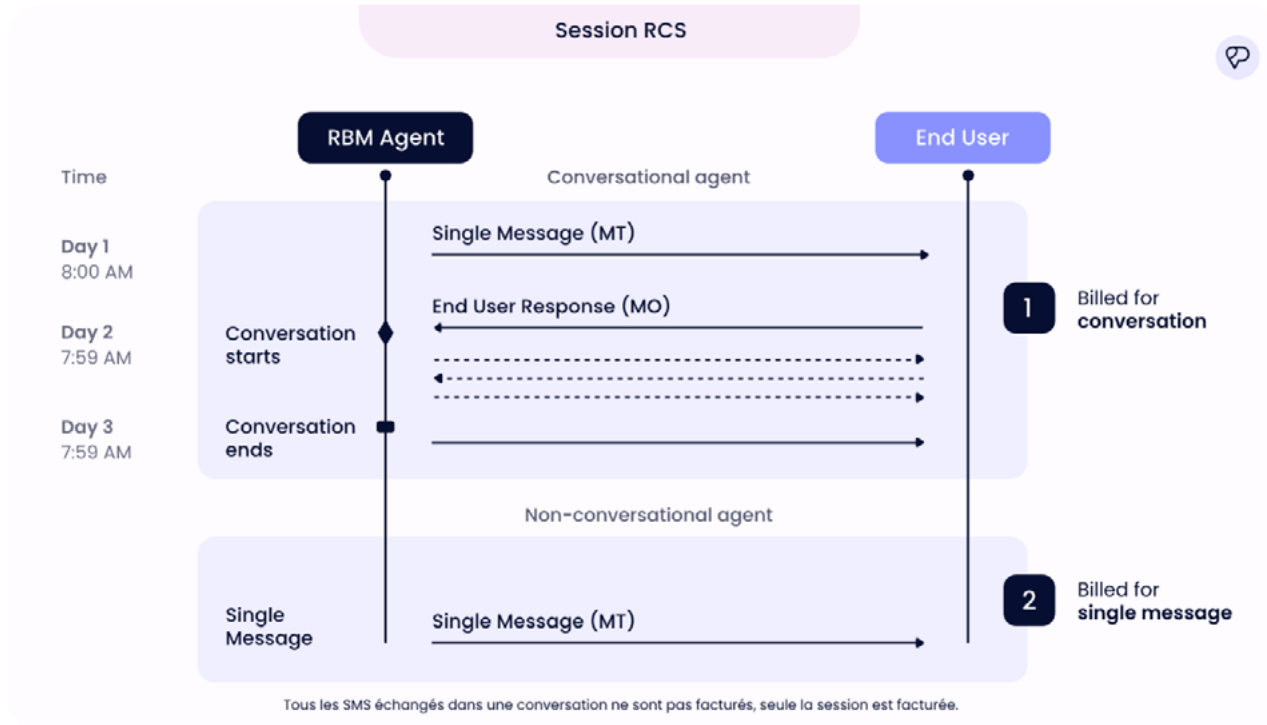 Session RCS
RBM Agent
End User
Time
Conversational agent
Day 1
8:00 AM
Single Message (MT)
End User Response (MO)
Day 2
7:59 AM
Conversation
starts
1
Billed for
conversation
Day 3
7:59 AM
Conversation
ends
Non-conversational agent
Single
Message
Single Message (MT)
2
Billed for
single message
Tous les SMS échangés dans une conversation ne sont pas facturés, seule la session est facturée.